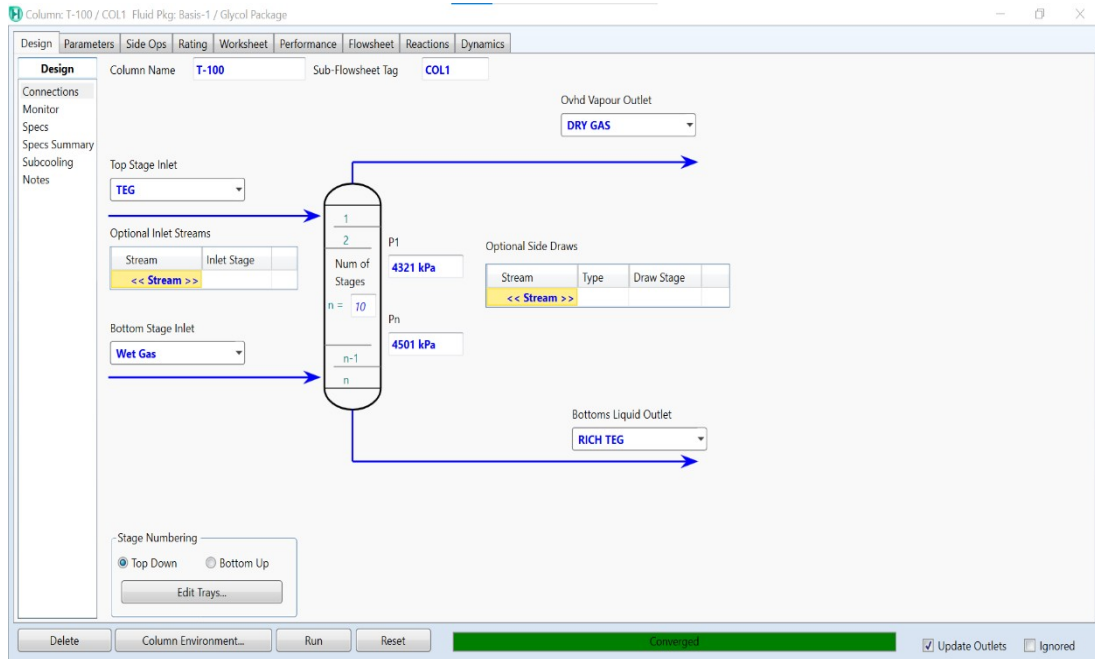 Column: T-100 / COL1 Fluid Pkg: Basis-1 / Glycol Package
Design Parameters Side Ops Rating Worksheet Performance Flowsheet Reactions Dynamics
Design
Connections
Monitor
Specs
Specs Summary
Subcooling
Notes
Column Name T-100 Sub-Flowsheet Tag COL1
Ovhd Vapour Outlet
DRY GAS
Top Stage Inlet
TEG
Optional Inlet Streams
Stream Inlet Stage
<< Stream >>
Bottom Stage Inlet
Wet Gas
1
2
Num of
Stages
n = 10
n-1
n
P1
4321 kPa
Pn
4501 kPa
Optional Side Draws
Stream Type Draw Stage
<< Stream >>
Bottoms Liquid Outlet
RICH TEG
Stage Numbering
Top Down Bottom Up
Edit Trays...
Delete Column Environment... Run Reset Converged Update Outlets Ignored